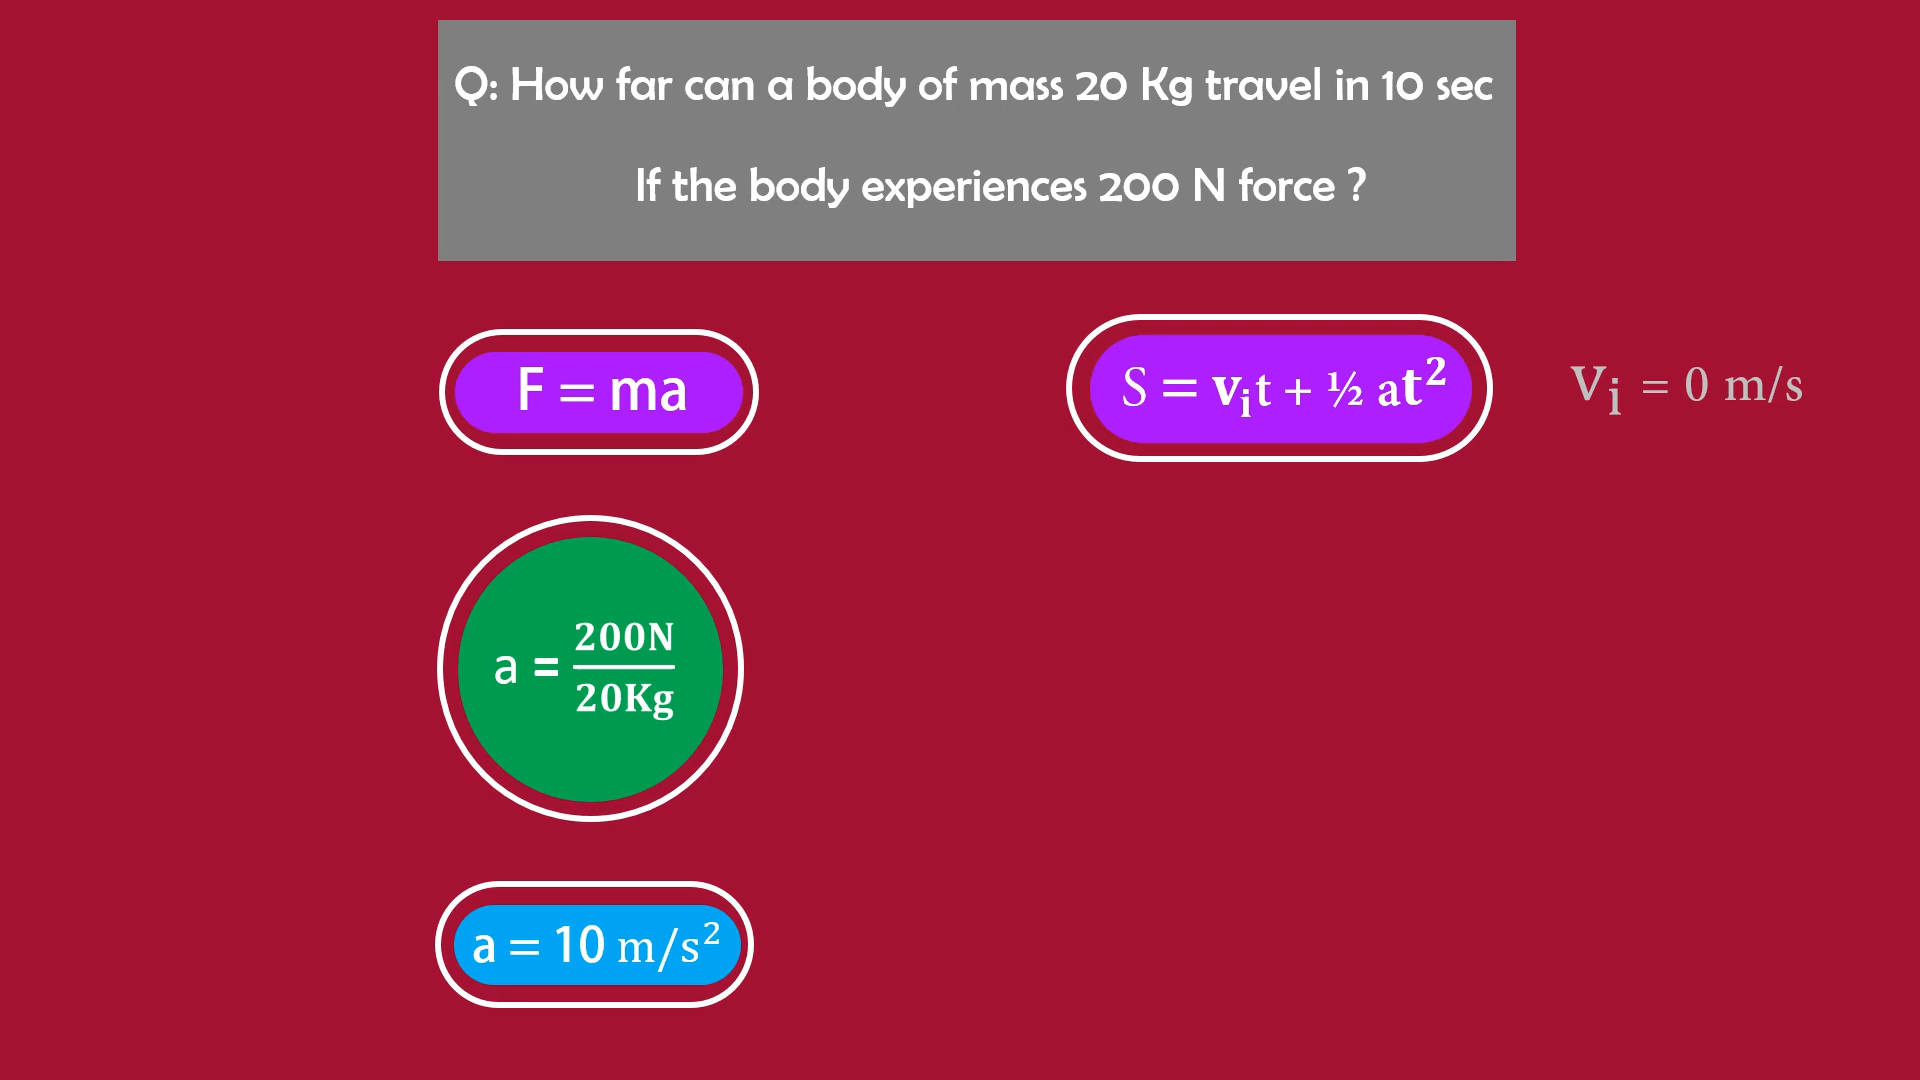 Q: How far can a body of mass 20 Kg travel in 10 sec
If the body experiences 200 N force ?
F = ma
S = vᵢt + ½ at²
vᵢ = 0 m/s
a = 200N/20Kg
a = 10 m/s²